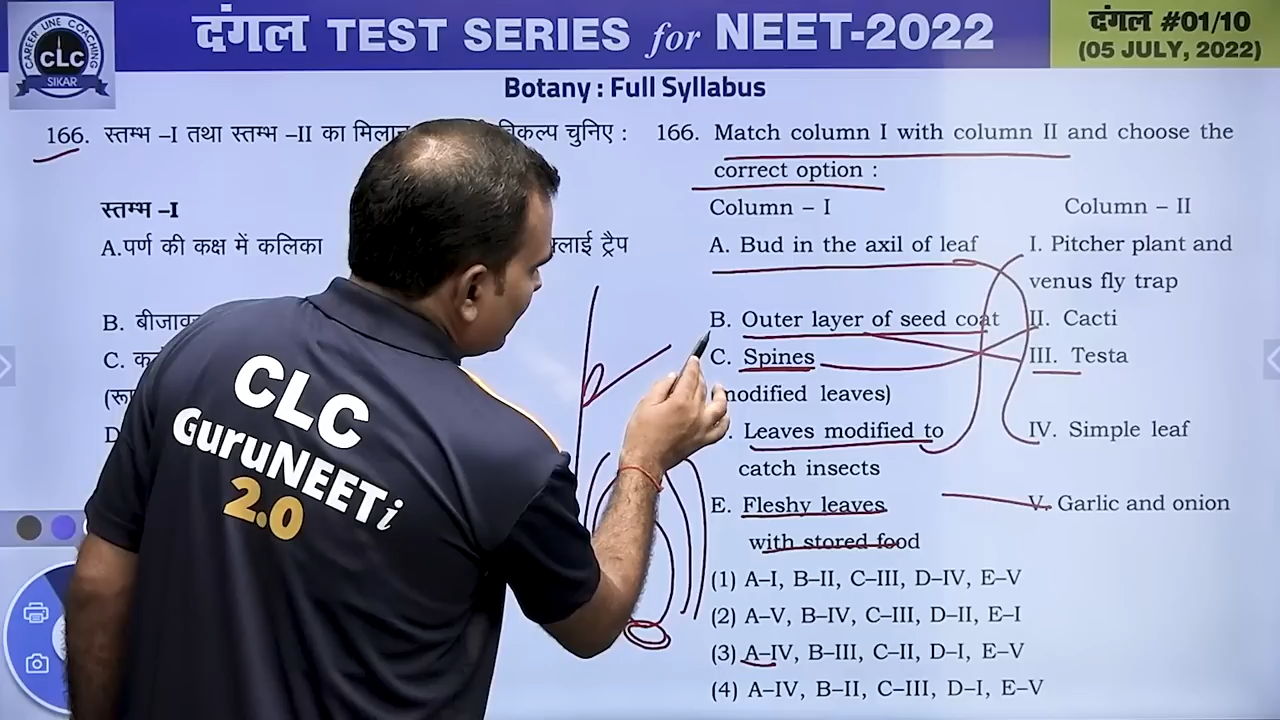 CAREER LINE COACHING
CLC
SIKAR
दंगल TEST SERIES for NEET-2022
दंगल #01/10
(05 JULY, 2022)
Botany : Full Syllabus
166. स्तम्भ –I तथा स्तम्भ –II का चुनिए :
स्तम्भ –I
A.पर्ण की कक्ष में कलिका
ट्रैप
B.
C.
D
166. Match column I with column II and choose the
correct option :
Column – I Column – II
A. Bud in the axil of leaf I. Pitcher plant and
venus fly trap
B. Outer layer of seed coat II. Cacti
C. Spines III. Testa
modified leaves)
Leaves modified to IV. Simple leaf
catch insects
E. Fleshy leaves V. Garlic and onion
with stored food
(1) A–I, B–II, C–III, D–IV, E–V
(2) A–V, B–IV, C–III, D–II, E–I
(3) A–IV, B–III, C–II, D–I, E–V
(4) A–IV, B–II, C–III, D–I, E–V
CLC
GuruNEETi
2.0